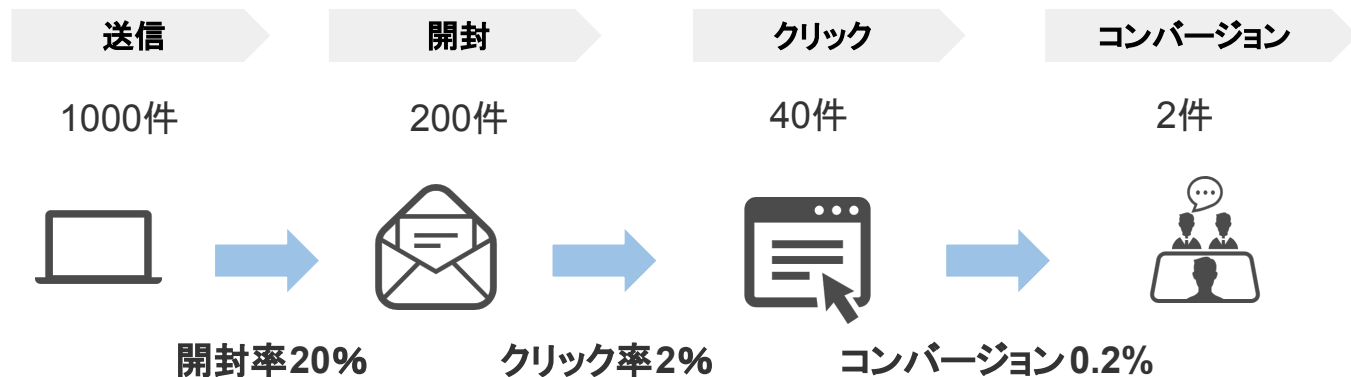 送信
開封
クリック
コンバージョン
1000件
200件
40件
2件
開封率20%
クリック率2%
コンバージョン0.2%